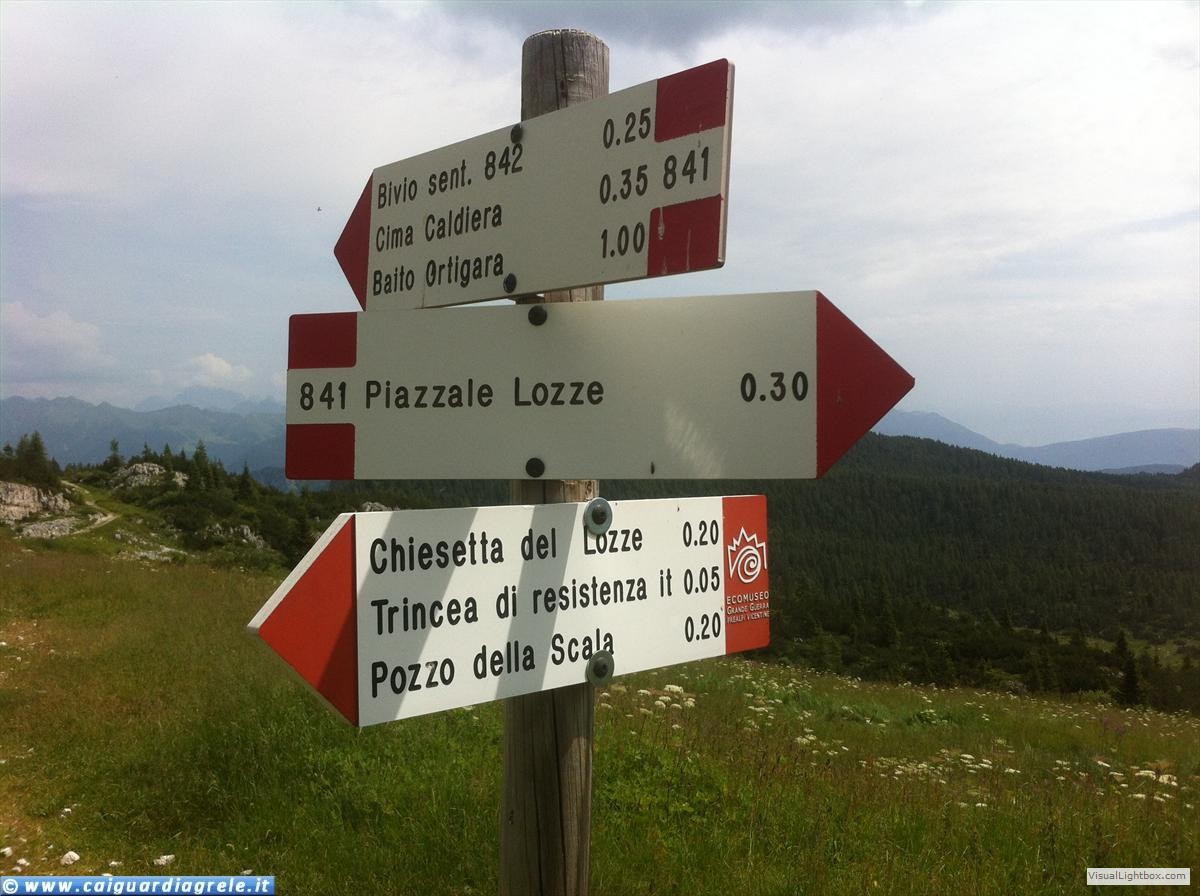 Bivio sent. 842 0.25
Cima Caldiera 0.35 841
Baito Ortigara 1.00
841 Piazzale Lozze 0.30
Chiesetta del Lozze 0.20
Trincea di resistenza it 0.05
Pozzo della Scala 0.20
ECOMUSEO
GRANDE GUERRA
PREALPI VICENTINE
www.caiguardiagrele.it
VisualLightbox.com